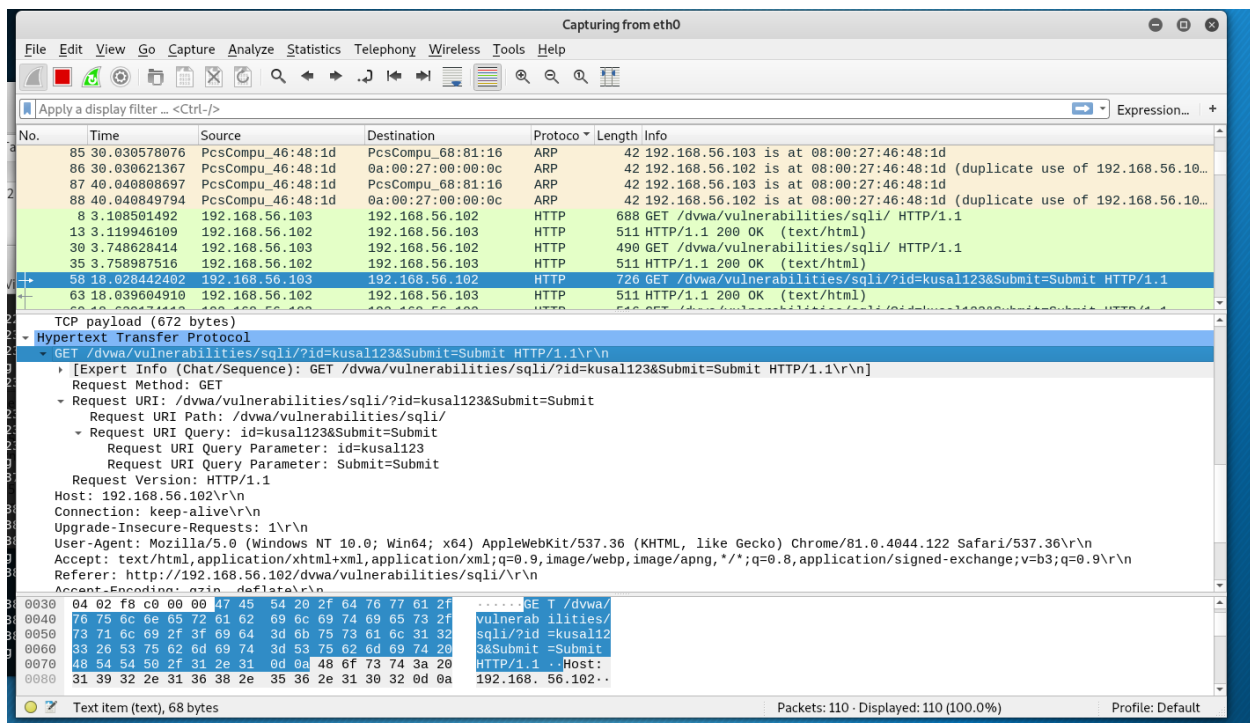 Capturing from eth0
File Edit View Go Capture Analyze Statistics Telephony Wireless Tools Help
Apply a display filter … <Ctrl-/> Expression… +
No. Time Source Destination Protoco Length Info
85 30.030578076 PcsCompu_46:48:1d PcsCompu_68:81:16 ARP 42 192.168.56.103 is at 08:00:27:46:48:1d
86 30.030621367 PcsCompu_46:48:1d 0a:00:27:00:00:0c ARP 42 192.168.56.102 is at 08:00:27:46:48:1d (duplicate use of 192.168.56.10…
87 40.040808697 PcsCompu_46:48:1d PcsCompu_68:81:16 ARP 42 192.168.56.103 is at 08:00:27:46:48:1d
88 40.040849794 PcsCompu_46:48:1d 0a:00:27:00:00:0c ARP 42 192.168.56.102 is at 08:00:27:46:48:1d (duplicate use of 192.168.56.10…
8 3.108501492 192.168.56.103 192.168.56.102 HTTP 688 GET /dvwa/vulnerabilities/sqli/ HTTP/1.1
13 3.119946109 192.168.56.102 192.168.56.103 HTTP 511 HTTP/1.1 200 OK (text/html)
30 3.748628414 192.168.56.103 192.168.56.102 HTTP 490 GET /dvwa/vulnerabilities/sqli/ HTTP/1.1
35 3.758987516 192.168.56.102 192.168.56.103 HTTP 511 HTTP/1.1 200 OK (text/html)
58 18.028442402 192.168.56.103 192.168.56.102 HTTP 726 GET /dvwa/vulnerabilities/sqli/?id=kusal123&Submit=Submit HTTP/1.1
63 18.039604910 192.168.56.102 192.168.56.103 HTTP 511 HTTP/1.1 200 OK (text/html)
TCP payload (672 bytes)
Hypertext Transfer Protocol
GET /dvwa/vulnerabilities/sqli/?id=kusal123&Submit=Submit HTTP/1.1\r\n
[Expert Info (Chat/Sequence): GET /dvwa/vulnerabilities/sqli/?id=kusal123&Submit=Submit HTTP/1.1\r\n]
Request Method: GET
Request URI: /dvwa/vulnerabilities/sqli/?id=kusal123&Submit=Submit
Request URI Path: /dvwa/vulnerabilities/sqli/
Request URI Query: id=kusal123&Submit=Submit
Request URI Query Parameter: id=kusal123
Request URI Query Parameter: Submit=Submit
Request Version: HTTP/1.1
Host: 192.168.56.102\r\n
Connection: keep-alive\r\n
Upgrade-Insecure-Requests: 1\r\n
User-Agent: Mozilla/5.0 (Windows NT 10.0; Win64; x64) AppleWebKit/537.36 (KHTML, like Gecko) Chrome/81.0.4044.122 Safari/537.36\r\n
Accept: text/html,application/xhtml+xml,application/xml;q=0.9,image/webp,image/apng,*/*;q=0.8,application/signed-exchange;v=b3;q=0.9\r\n
Referer: http://192.168.56.102/dvwa/vulnerabilities/sqli/\r\n
Accept-Encoding: gzip, deflate\r\n
0030 04 02 f8 c0 00 00 47 45 54 20 2f 64 76 77 61 2f ······GE T /dvwa/
0040 76 75 6c 6e 65 72 61 62 69 6c 69 74 69 65 73 2f vulnerab ilities/
0050 73 71 6c 69 2f 3f 69 64 3d 6b 75 73 61 6c 31 32 sqli/?id =kusal12
0060 33 26 53 75 62 6d 69 74 3d 53 75 62 6d 69 74 20 3&Submit =Submit
0070 48 54 54 50 2f 31 2e 31 0d 0a 48 6f 73 74 3a 20 HTTP/1.1 ··Host:
0080 31 39 32 2e 31 36 38 2e 35 36 2e 31 30 32 0d 0a 192.168. 56.102··
Text item (text), 68 bytes Packets: 110 · Displayed: 110 (100.0%) Profile: Default